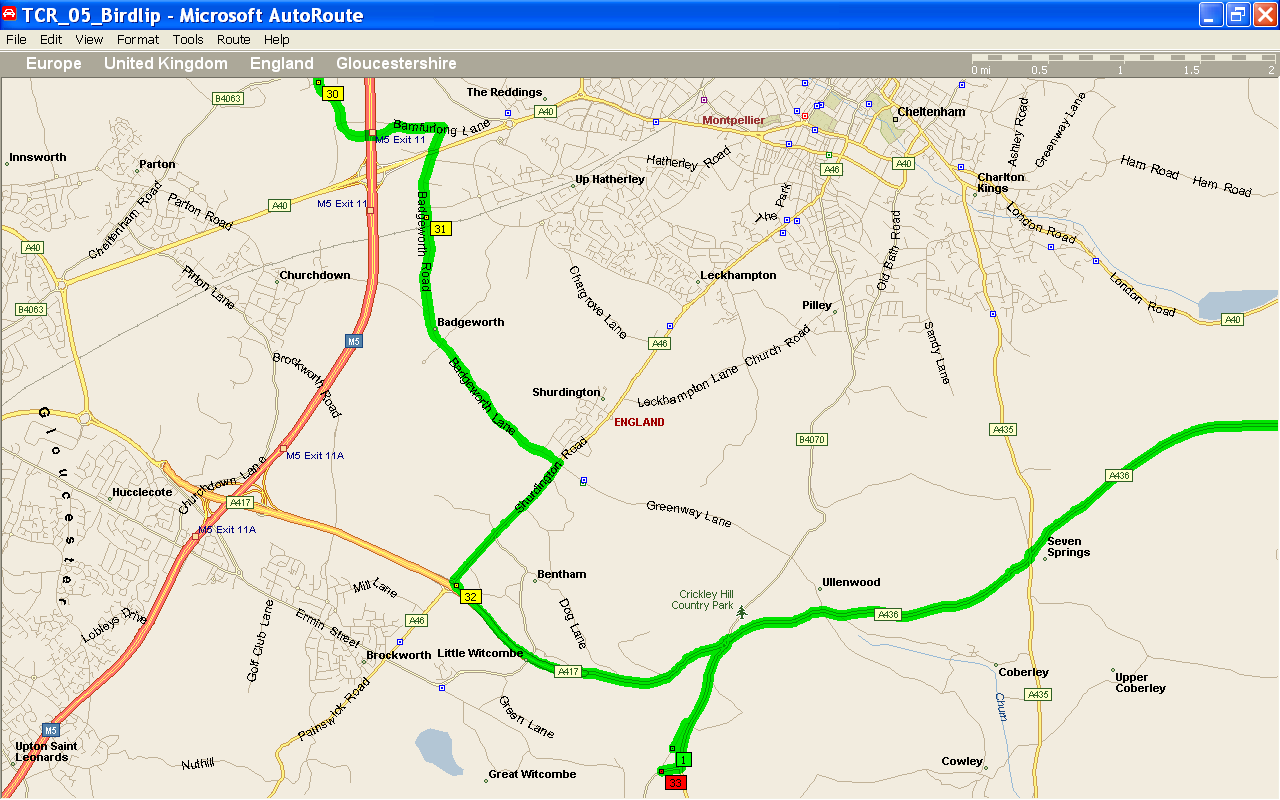 TCR_05_Birdlip - Microsoft AutoRoute
File Edit View Format Tools Route Help
Europe United Kingdom England Gloucestershire
0 mi 0.5 1 1.5 2
30
B4063
The Reddings
A40
Montpellier
Cheltenham
Ashley Road
Greenway Lane
Bamfurlong Lane
M5 Exit 11
Innsworth
Parton
Hatherley Road
A46
A40
Charlton
Kings
Ham Road
Ham Road
Up Hatherley
Cheltenham Road
Parton Road
A40
M5 Exit 11
The Park
London Road
Badgeworth Road
31
Old Bath Road
A40
Pirton Lane
Churchdown
Leckhampton
Chargrove Lane
London Road
B4063
Pilley
A40
M5
Badgeworth
A46
Church Road
Sandy Lane
Brockworth Road
Badgeworth Lane
Shurdington
Leckhampton Lane
ENGLAND
Gloucester
B4070
A435
M5 Exit 11A
Shurdington Road
A436
Churchdown Lane
Hucclecote
A417
Greenway Lane
M5 Exit 11A
Seven
Springs
Bentham
Mill Lane
32
Ullenwood
Crickley Hill
Country Park
A436
Lobleys Drive
Golf Club Lane
Ermin Street
A46
Dog Lane
Brockworth
Little Witcombe
A417
Coberley
Upper
Coberley
A435
Churn
Painswick Road
Green Lane
M5
Upton Saint
Leonards
Nuthill
Great Witcombe
1
33
Cowley